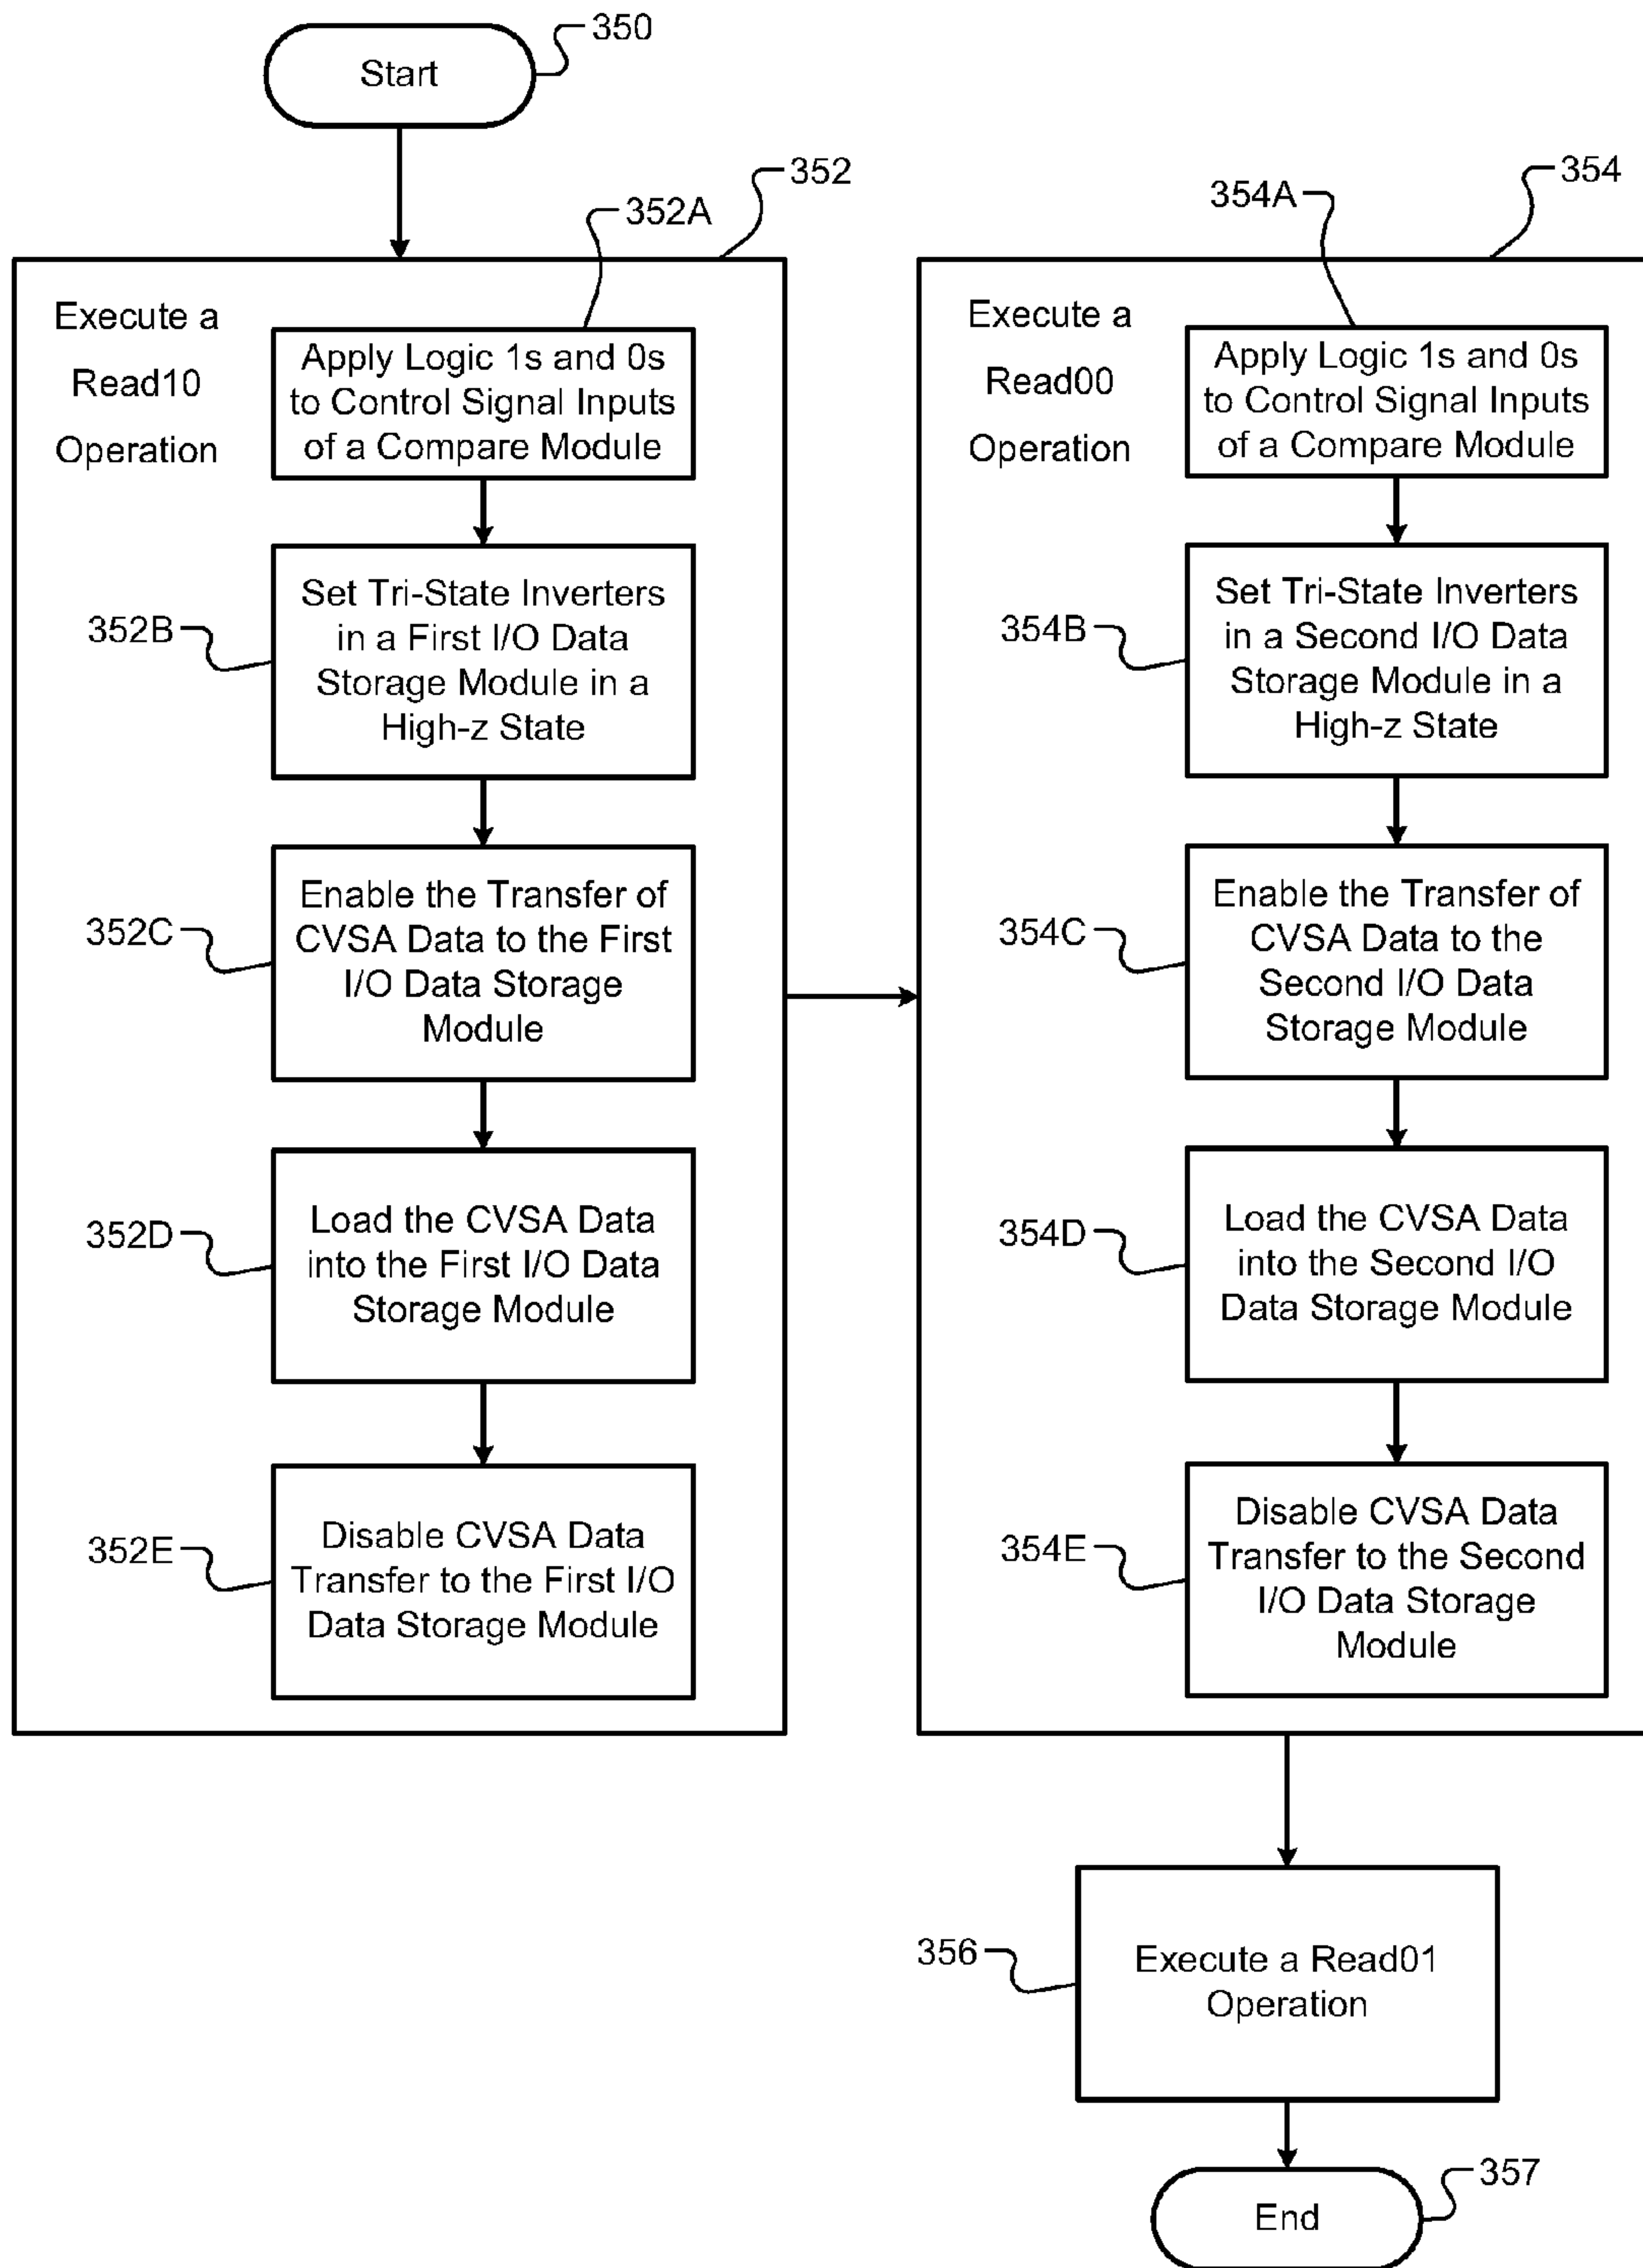 Start
350
352
352A
Execute a
Read10
Operation
Apply Logic 1s and 0s
to Control Signal Inputs
of a Compare Module
352B
Set Tri-State Inverters
in a First I/O Data
Storage Module in a
High-z State
352C
Enable the Transfer of
CVSA Data to the First
I/O Data Storage
Module
352D
Load the CVSA Data
into the First I/O Data
Storage Module
352E
Disable CVSA Data
Transfer to the First I/O
Data Storage Module
354
354A
Execute a
Read00
Operation
Apply Logic 1s and 0s
to Control Signal Inputs
of a Compare Module
354B
Set Tri-State Inverters
in a Second I/O Data
Storage Module in a
High-z State
354C
Enable the Transfer of
CVSA Data to the
Second I/O Data
Storage Module
354D
Load the CVSA Data
into the Second I/O
Data Storage Module
354E
Disable CVSA Data
Transfer to the Second
I/O Data Storage
Module
356
Execute a Read01
Operation
357
End